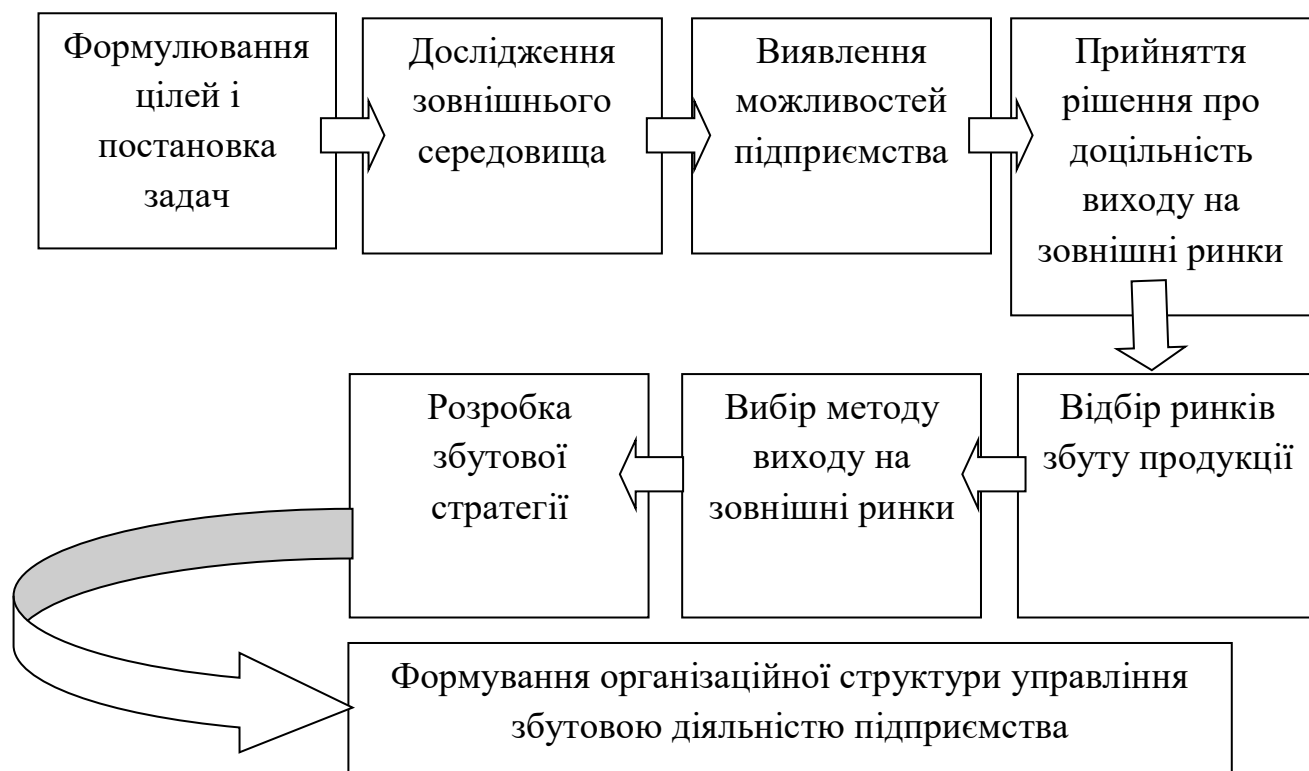 Формулювання
цілей і
постановка
задач
Дослідження
зовнішнього
середовища
Виявлення
можливостей
підприємства
Прийняття
рішення про
доцільність
виходу на
зовнішні ринки
Відбір ринків
збуту продукції
Вибір методу
виходу на
зовнішні ринки
Розробка
збутової
стратегії
Формування організаційної структури управління
збутовою діяльністю підприємства